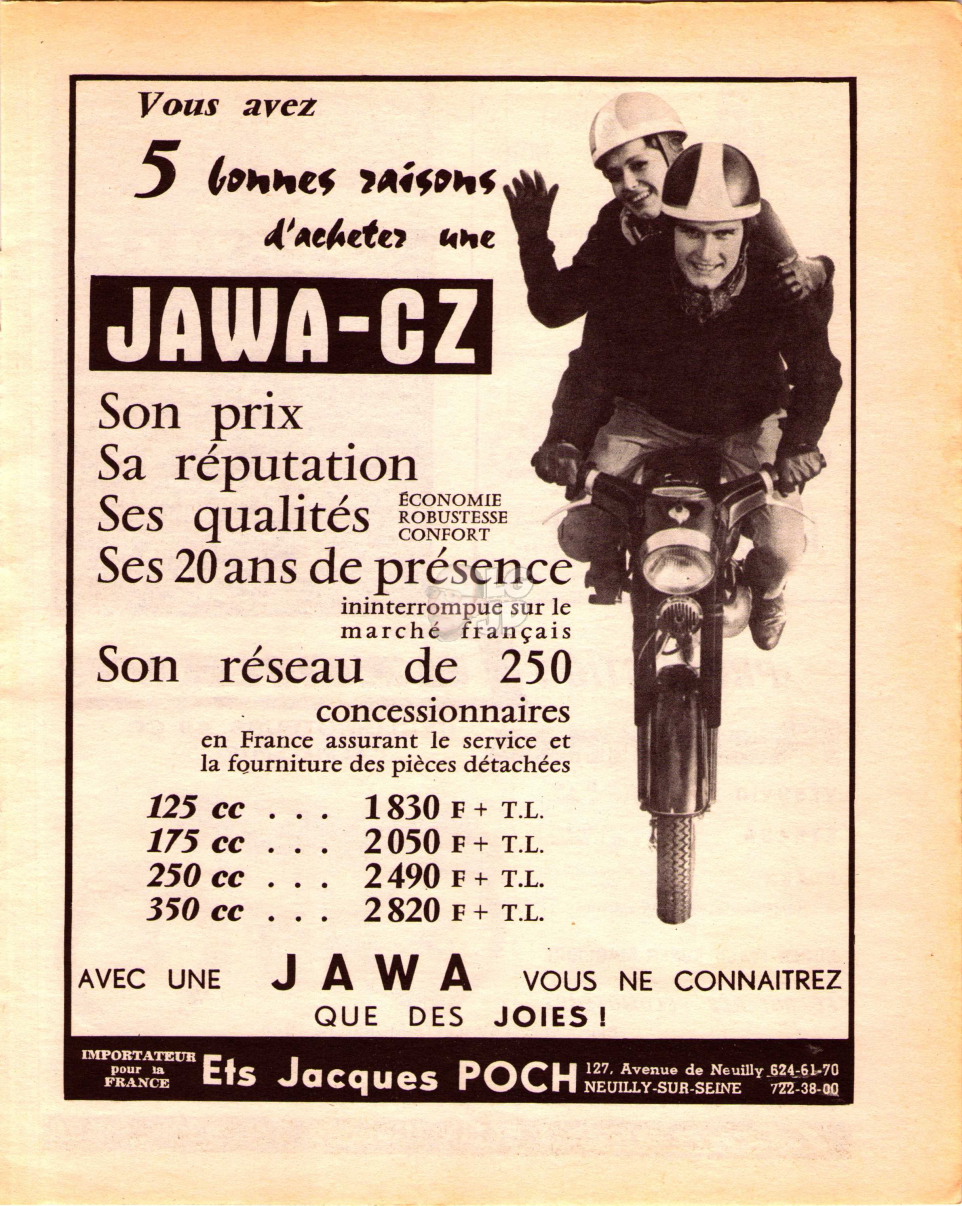 Vous avez
5 bonnes raisons
d'acheter une
JAWA-CZ
Son prix
Sa réputation
Ses qualités ÉCONOMIE
ROBUSTESSE
CONFORT
Ses 20 ans de présence
ininterrompue sur le
marché français
Son réseau de 250
concessionnaires
en France assurant le service et
la fourniture des pièces détachées
125 cc . . . 1830 F + T.L.
175 cc . . . 2050 F + T.L.
250 cc . . . 2490 F + T.L.
350 cc . . . 2820 F + T.L.
AVEC UNE JAWA VOUS NE CONNAITREZ
QUE DES JOIES !
IMPORTATEUR
pour la
FRANCE
Ets Jacques POCH
127, Avenue de Neuilly 624-61-70
NEUILLY-SUR-SEINE 722-38-00